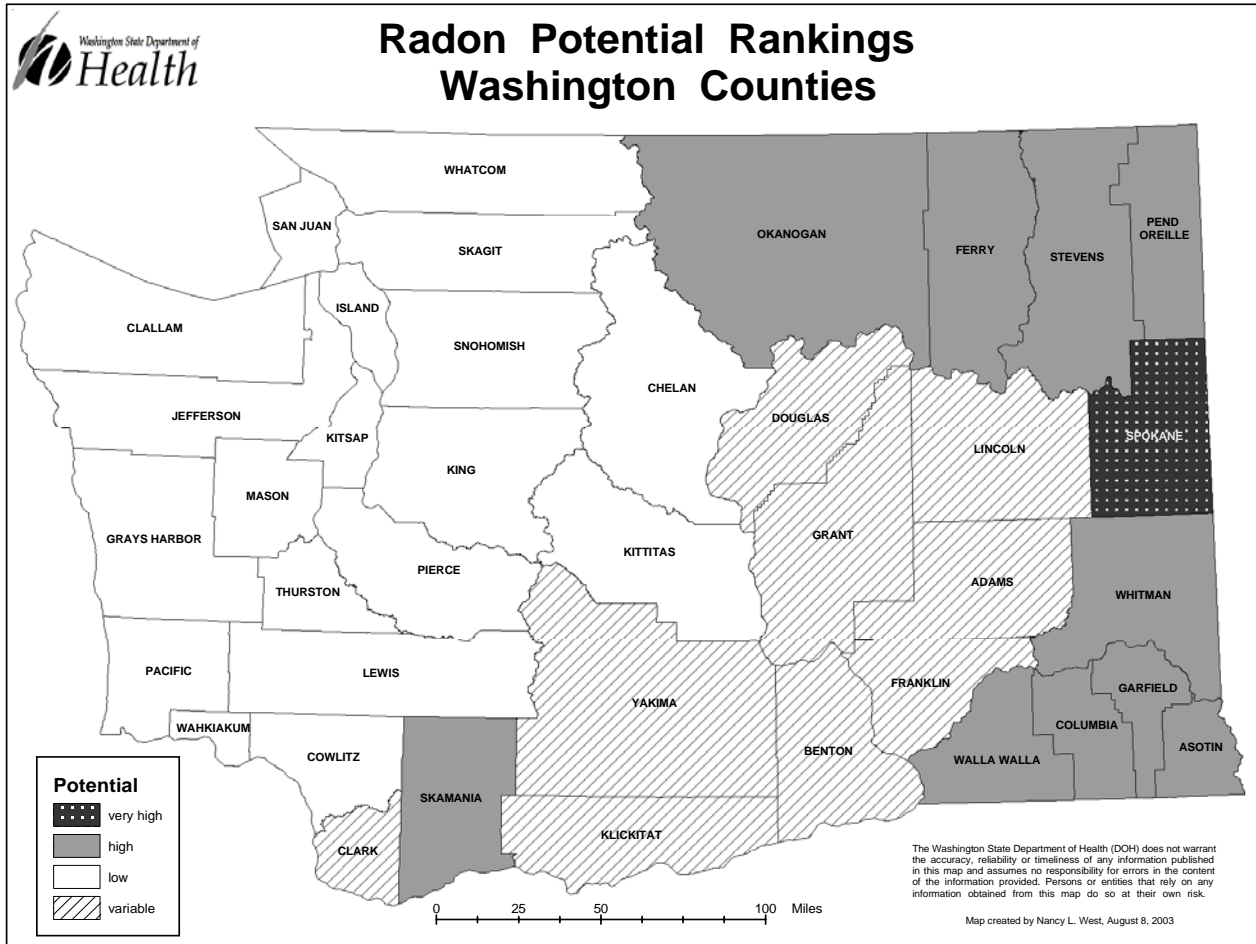 Washington State Department of
Health
Radon Potential Rankings
Washington Counties
WHATCOM
SAN JUAN
SKAGIT
OKANOGAN
FERRY
STEVENS
PEND
OREILLE
ISLAND
CLALLAM
SNOHOMISH
CHELAN
JEFFERSON
DOUGLAS
KITSAP
KING
LINCOLN
SPOKANE
MASON
GRAYS HARBOR
GRANT
KITTITAS
PIERCE
ADAMS
THURSTON
WHITMAN
PACIFIC
LEWIS
YAKIMA
FRANKLIN
GARFIELD
COLUMBIA
WAHKIAKUM
BENTON
ASOTIN
COWLITZ
WALLA WALLA
SKAMANIA
KLICKITAT
CLARK
Potential
very high
high
low
variable
0 25 50 100 Miles
The Washington State Department of Health (DOH) does not warrant
the accuracy, reliability or timeliness of any information published
in this map and assumes no responsibility for errors in the content
of the information provided. Persons or entities that rely on any
information obtained from this map do so at their own risk.
Map created by Nancy L. West, August 8, 2003